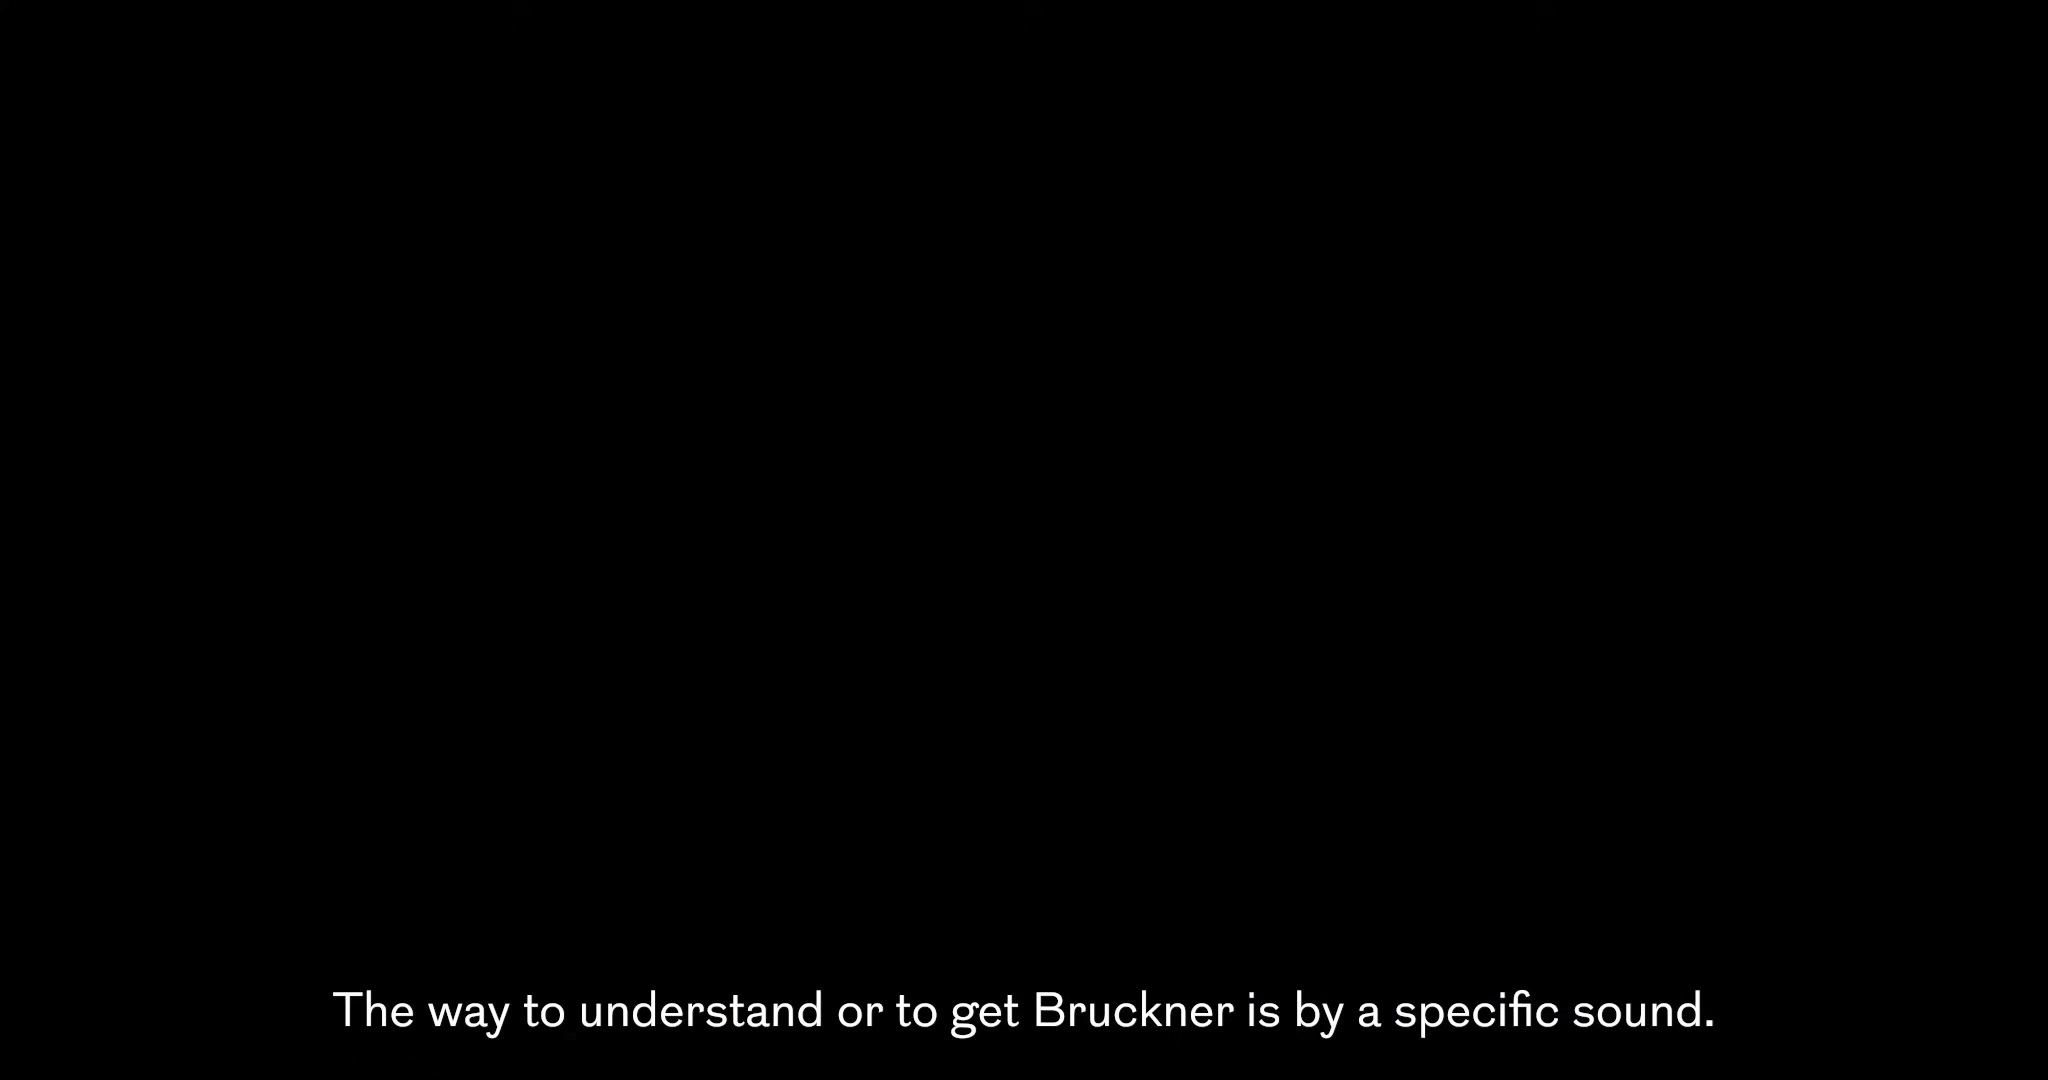 The way to understand or to get Bruckner is by a specific sound.